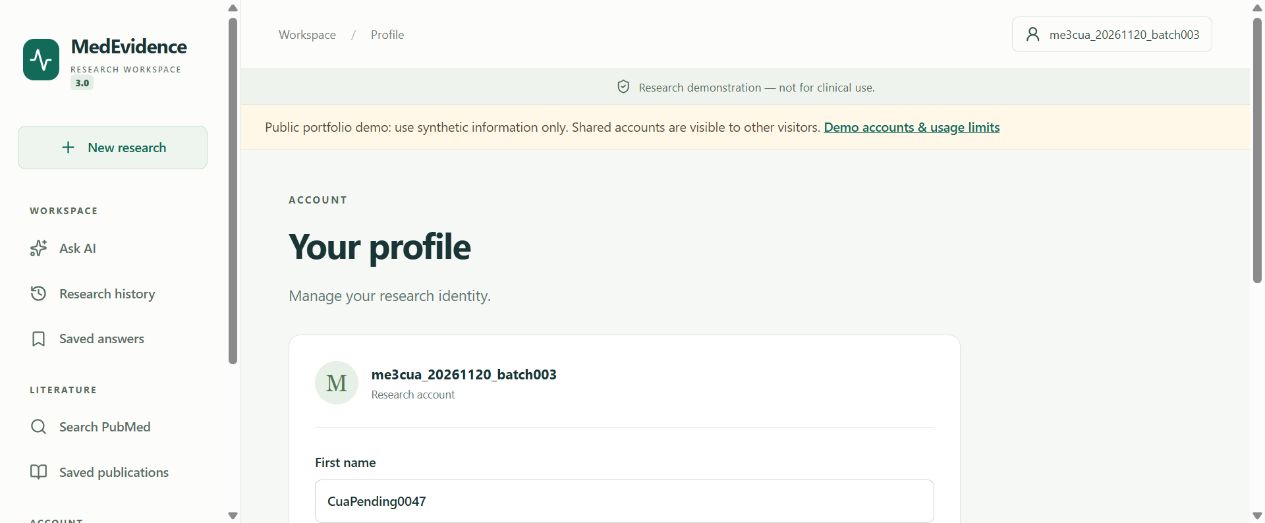 MedEvidence
RESEARCH WORKSPACE
3.0
New research
WORKSPACE
Ask AI
Research history
Saved answers
LITERATURE
Search PubMed
Saved publications
ACCOUNT
Workspace / Profile
me3cua_20261120_batch003
Research demonstration — not for clinical use.
Public portfolio demo: use synthetic information only. Shared accounts are visible to other visitors. Demo accounts & usage limits
ACCOUNT
Your profile
Manage your research identity.
M
me3cua_20261120_batch003
Research account
First name
CuaPending0047